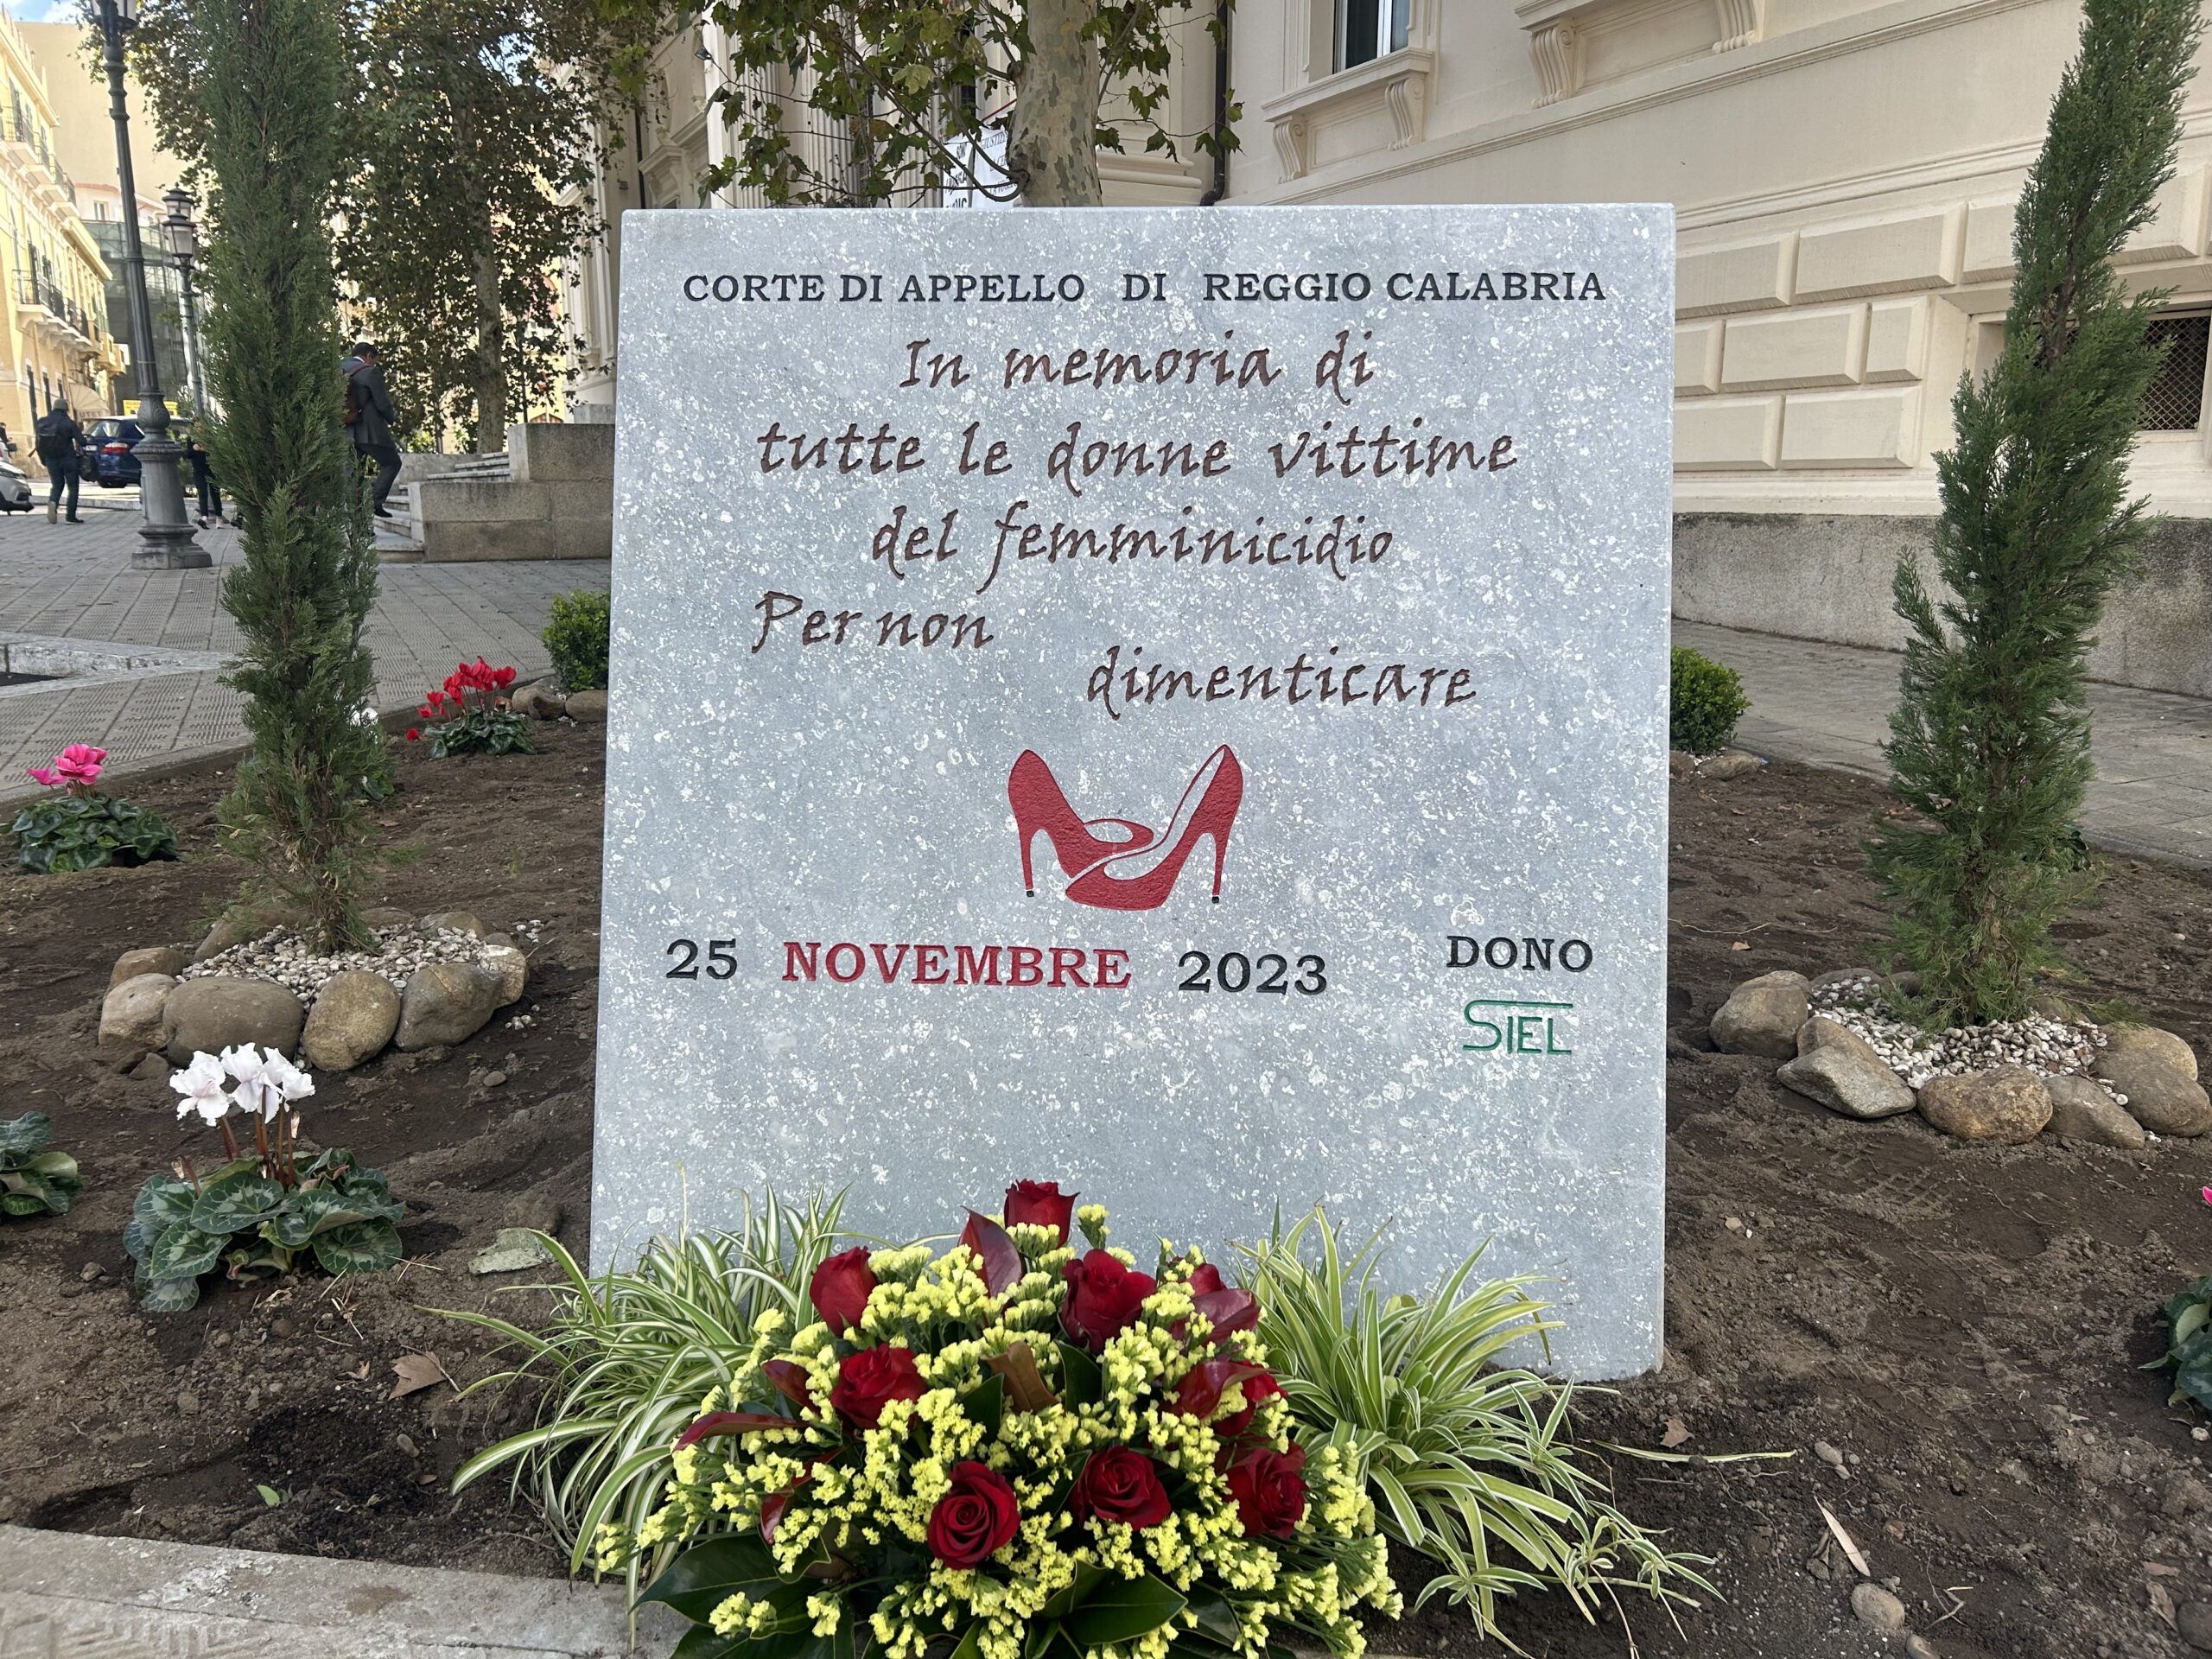 CORTE DI APPELLO DI REGGIO CALABRIA
In memoria di
tutte le donne vittime
del femminicidio
Per non
dimenticare
25 NOVEMBRE 2023
DONO
SIEL